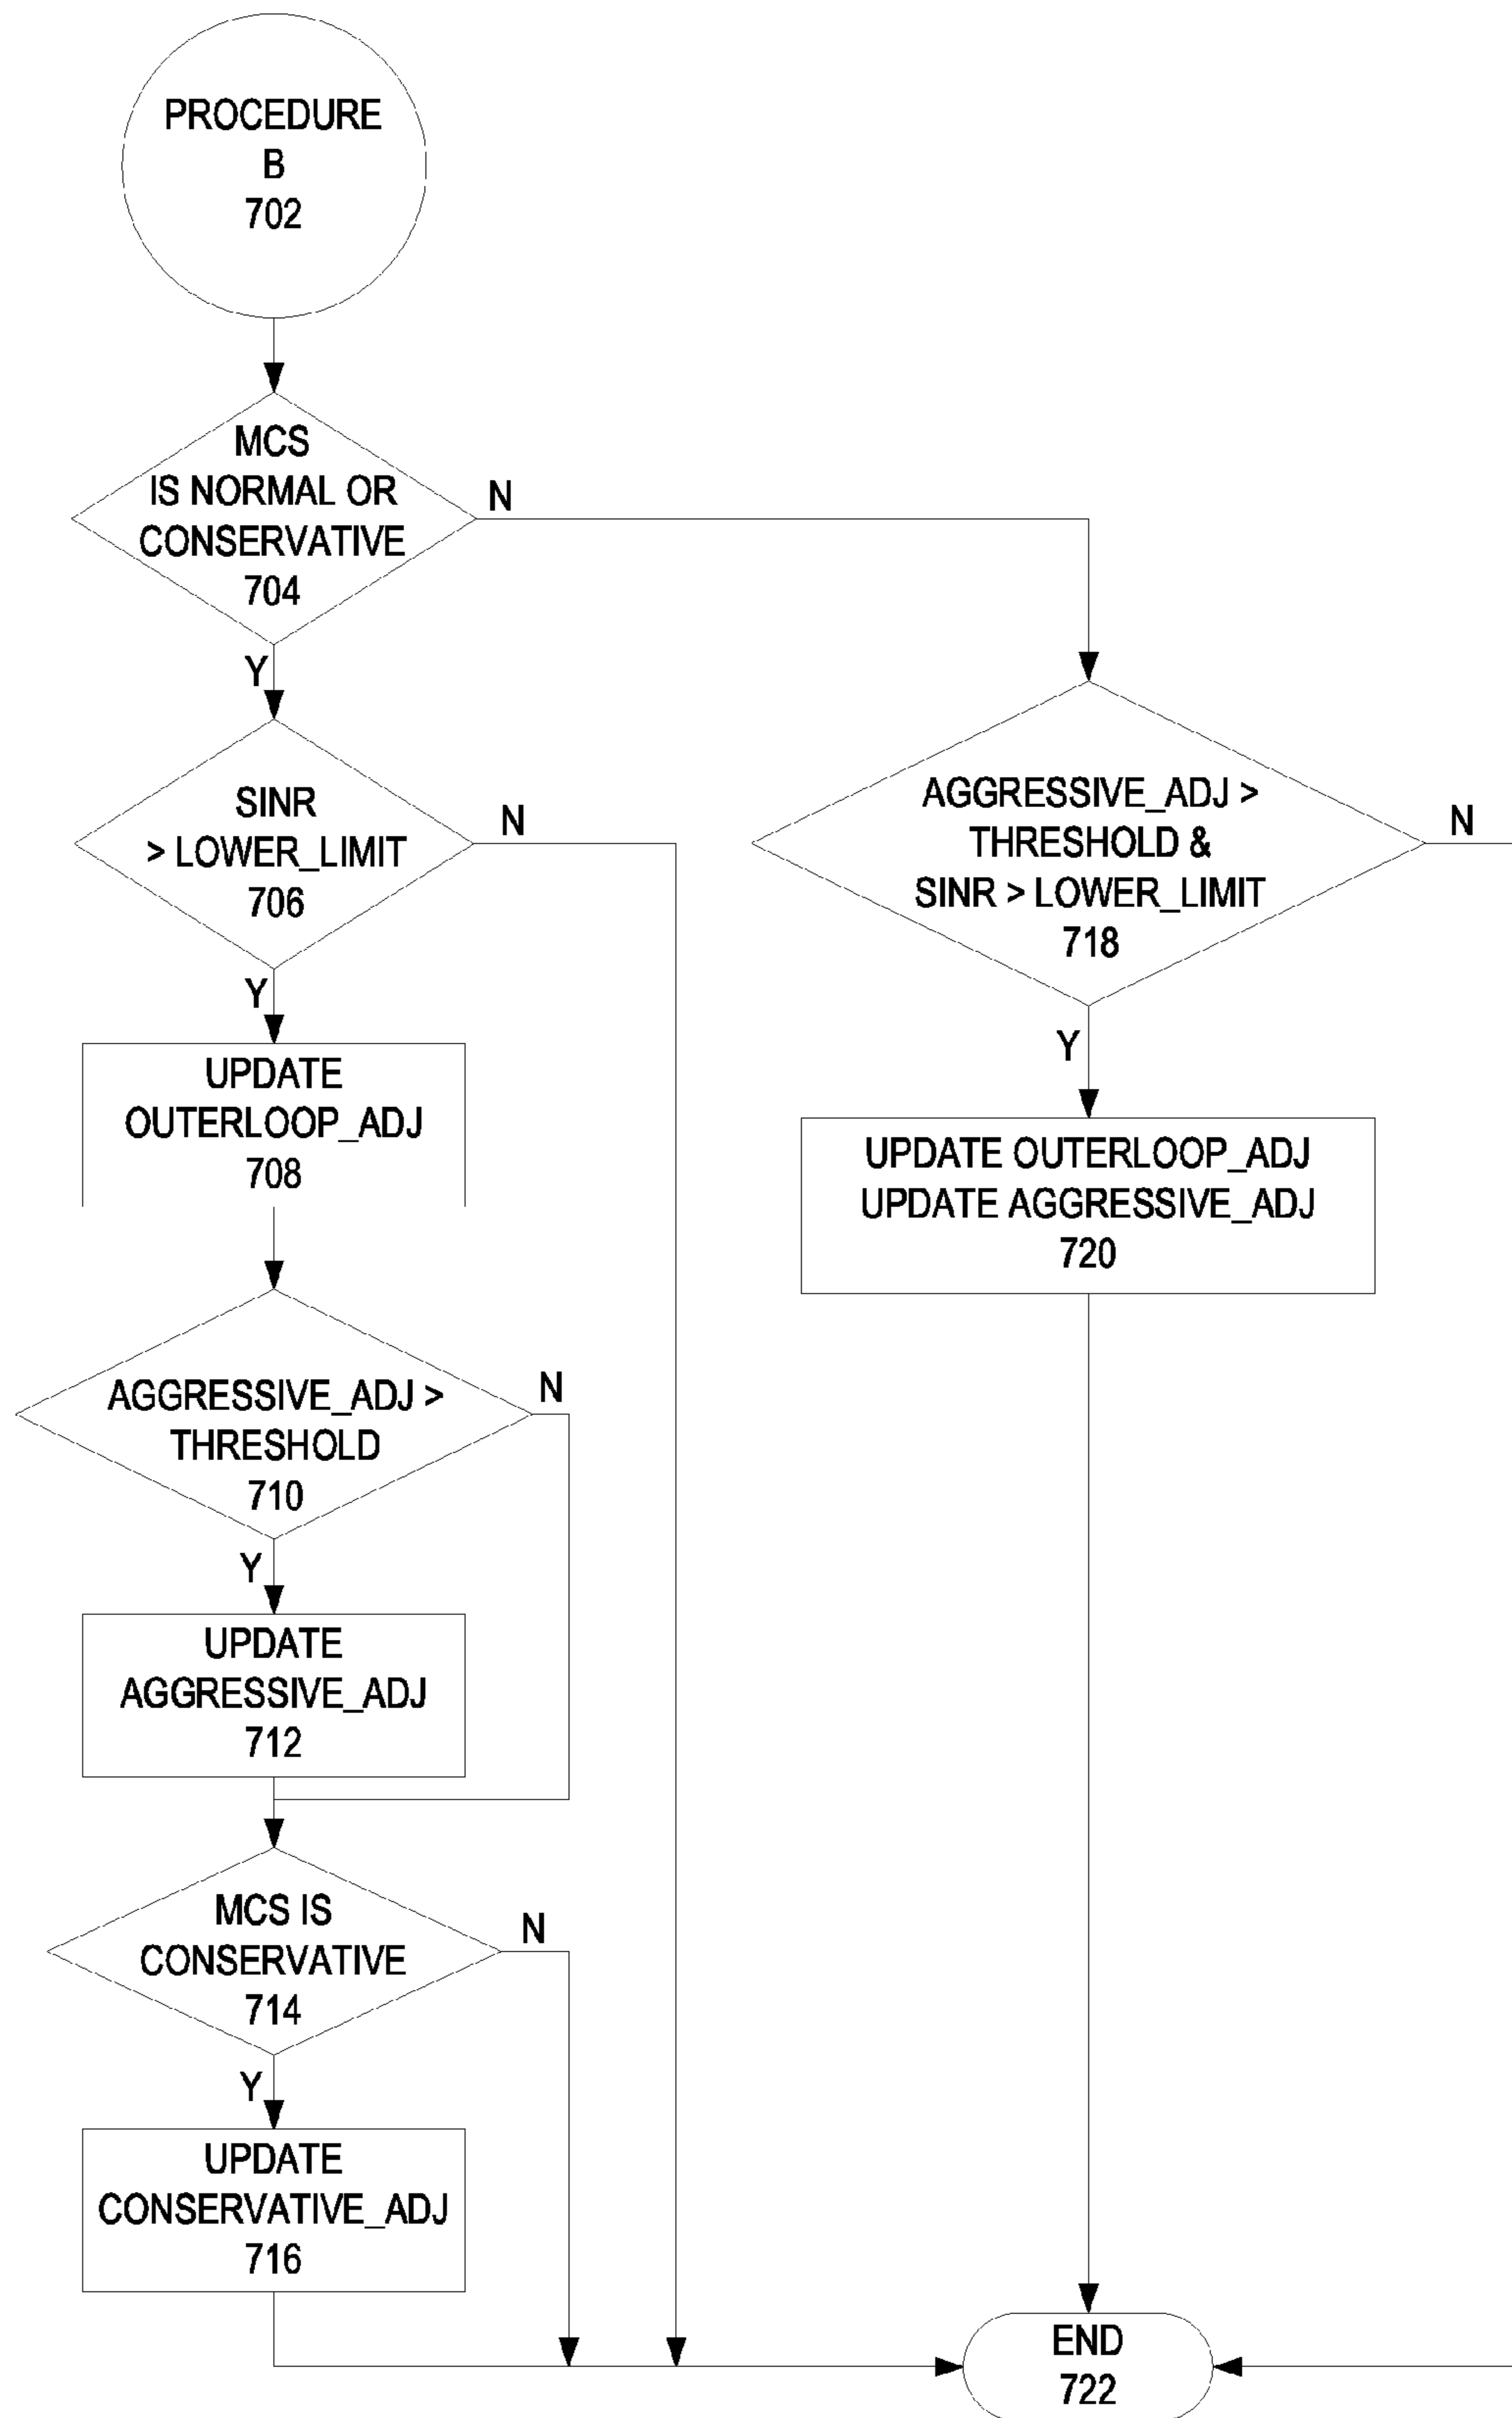 PROCEDURE
B
702
MCS
IS NORMAL OR
CONSERVATIVE
704
N
Y
SINR
> LOWER_LIMIT
706
N
Y
UPDATE
OUTERLOOP_ADJ
708
AGGRESSIVE_ADJ >
THRESHOLD
710
N
Y
UPDATE
AGGRESSIVE_ADJ
712
MCS IS
CONSERVATIVE
714
N
Y
UPDATE
CONSERVATIVE_ADJ
716
AGGRESSIVE_ADJ >
THRESHOLD &
SINR > LOWER_LIMIT
718
N
Y
UPDATE OUTERLOOP_ADJ
UPDATE AGGRESSIVE_ADJ
720
END
722